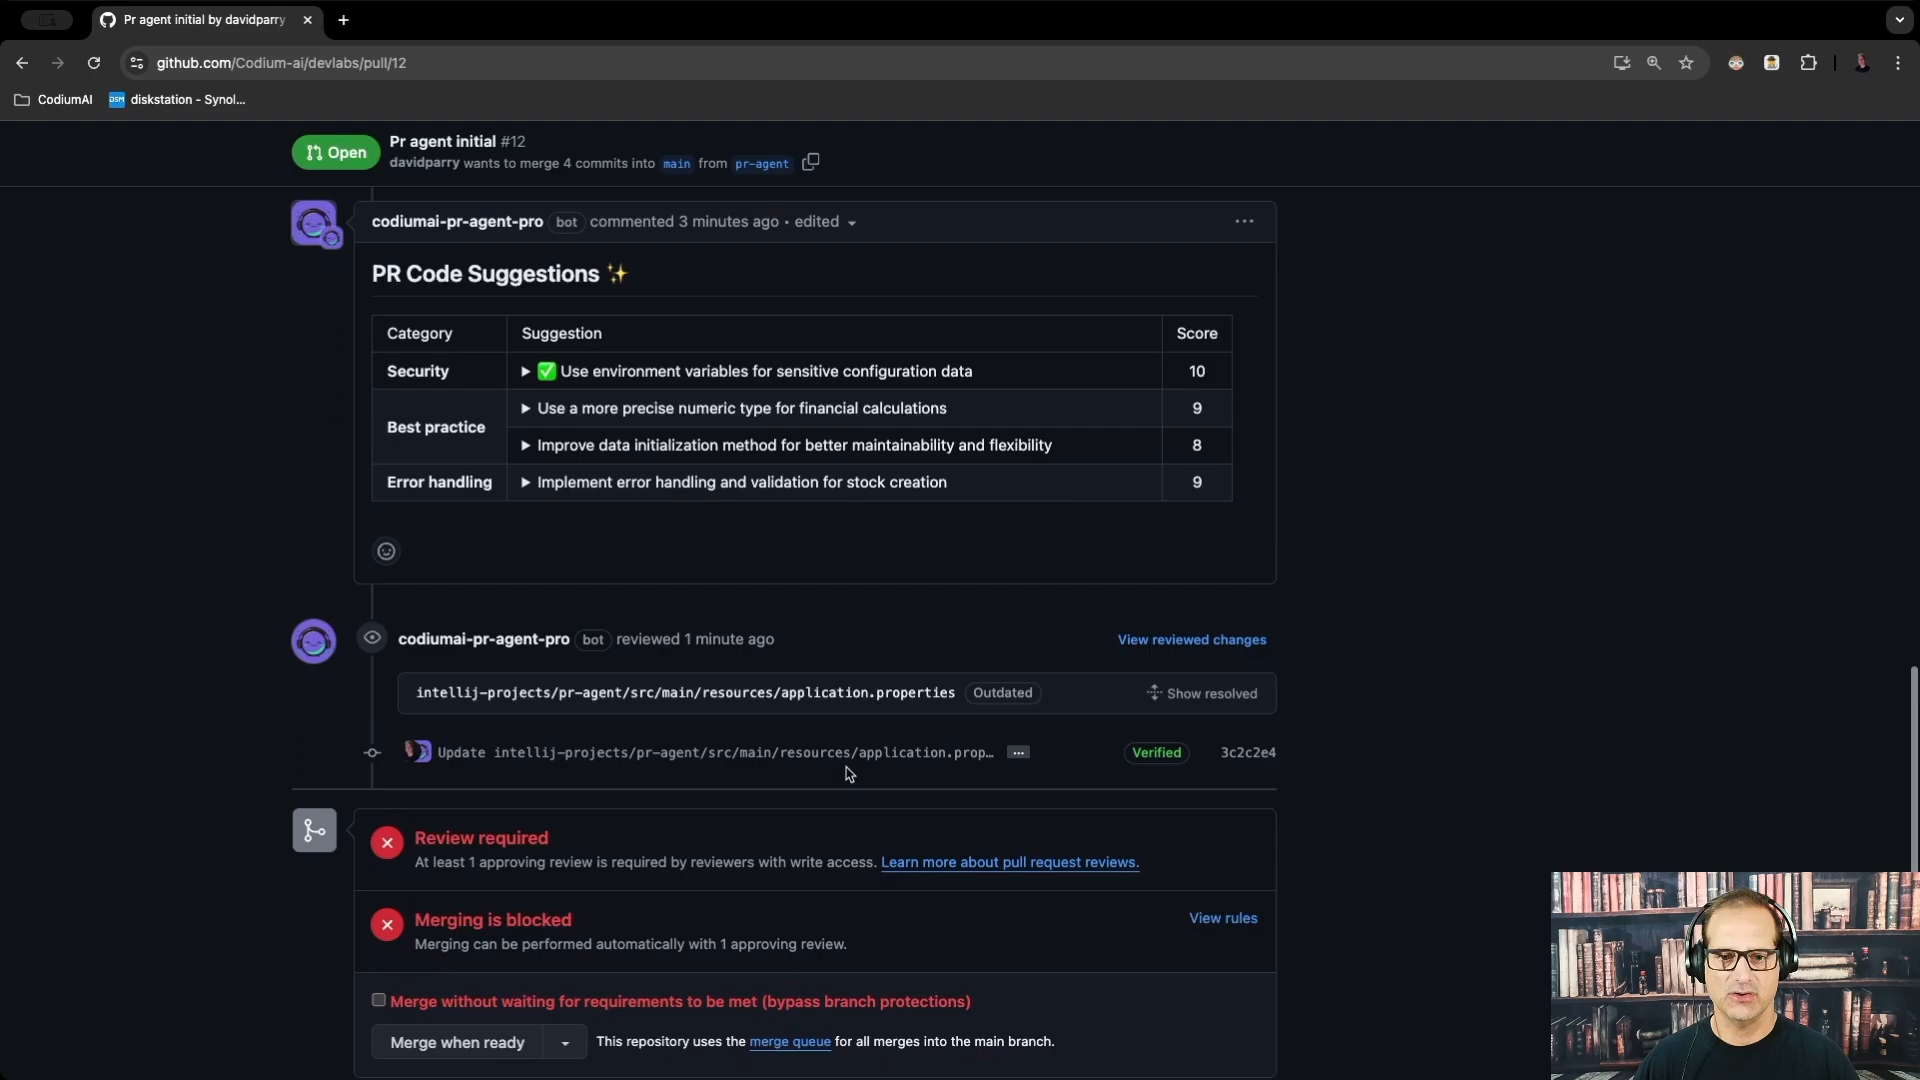 Pr agent initial by davidparry
github.com/Codium-ai/devlabs/pull/12
CodiumAI
DSM diskstation - Synol...
Open
Pr agent initial #12
davidparry wants to merge 4 commits into main from pr-agent
codiumai-pr-agent-pro bot commented 3 minutes ago • edited
PR Code Suggestions ✨
Category Suggestion Score
Security ✅ Use environment variables for sensitive configuration data 10
Best practice
Use a more precise numeric type for financial calculations 9
Improve data initialization method for better maintainability and flexibility 8
Error handling Implement error handling and validation for stock creation 9
codiumai-pr-agent-pro bot reviewed 1 minute ago View reviewed changes
intellij-projects/pr-agent/src/main/resources/application.properties Outdated Show resolved
Update intellij-projects/pr-agent/src/main/resources/application.prop… ... Verified 3c2c2e4
Review required
At least 1 approving review is required by reviewers with write access. Learn more about pull request reviews.
Merging is blocked View rules
Merging can be performed automatically with 1 approving review.
Merge without waiting for requirements to be met (bypass branch protections)
Merge when ready This repository uses the merge queue for all merges into the main branch.